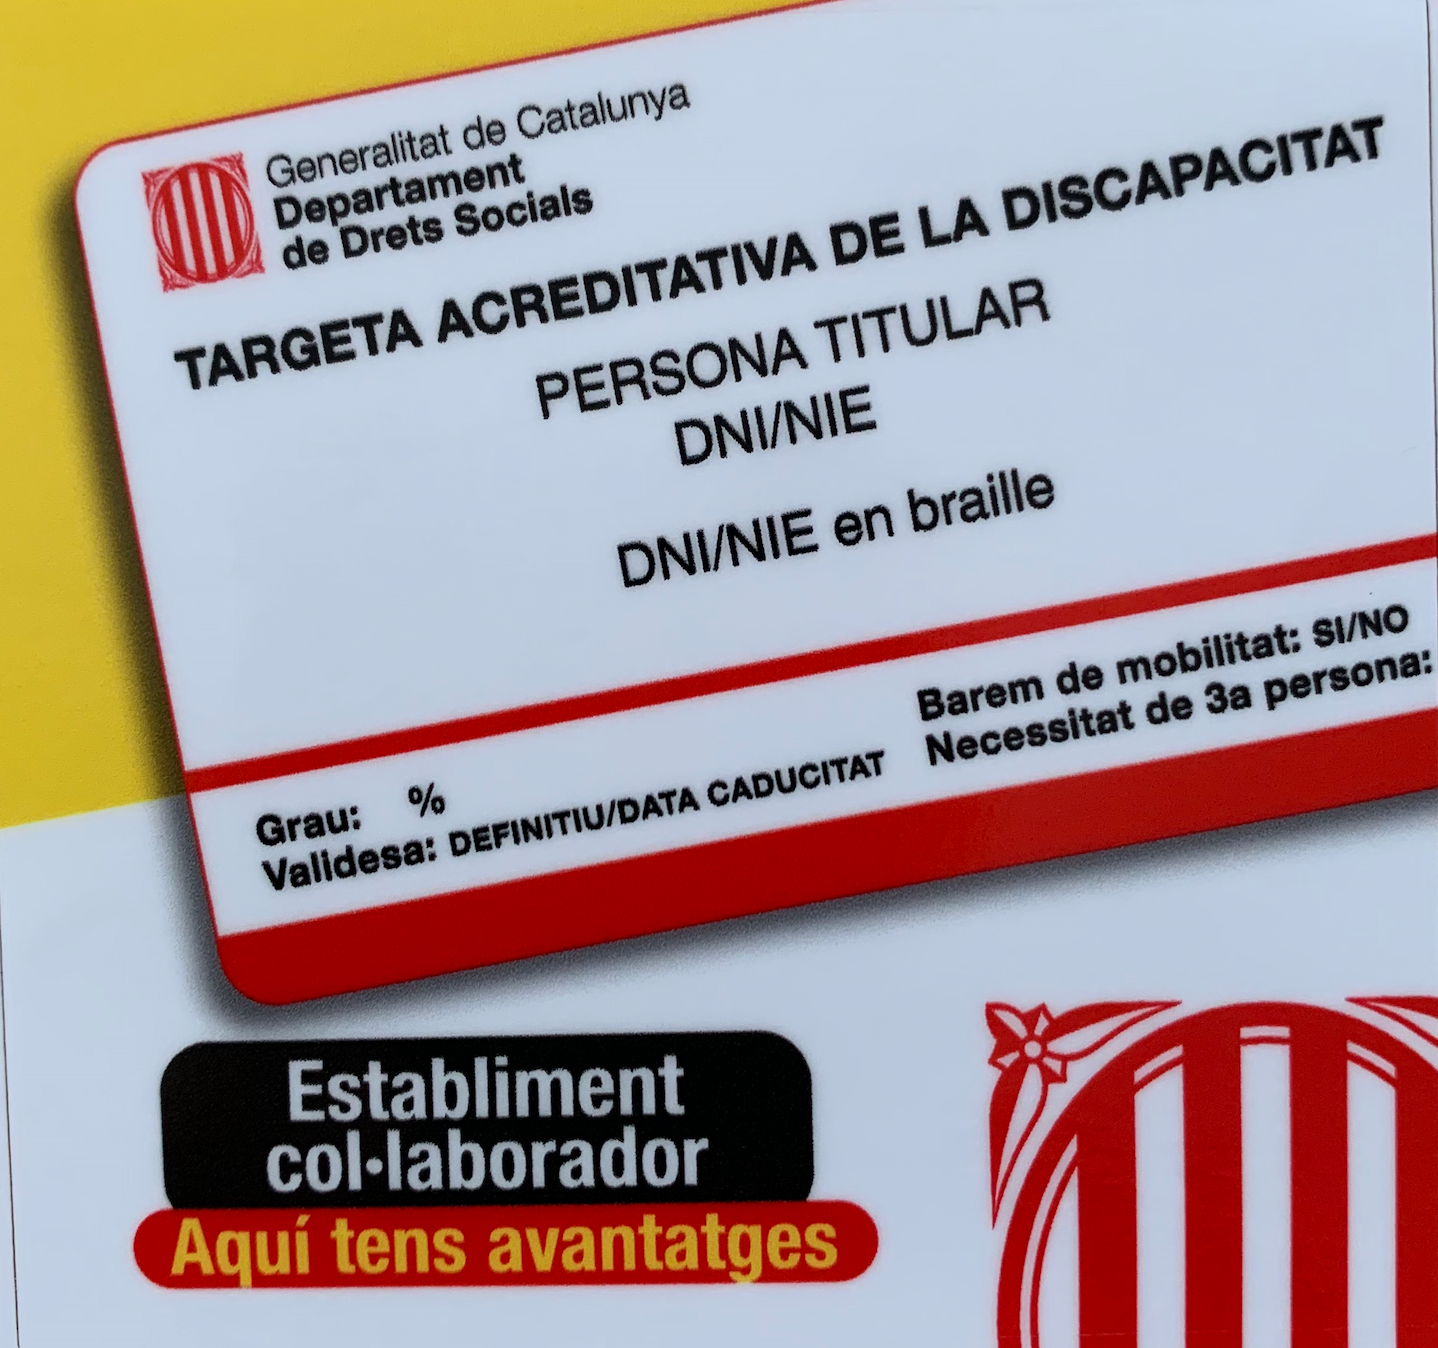 Generalitat de Catalunya
Departament
de Drets Socials
TARGETA ACREDITATIVA DE LA DISCAPACITAT
PERSONA TITULAR
DNI/NIE
DNI/NIE en braille
Grau: %
Validesa: DEFINITIU/DATA CADUCITAT
Barem de mobilitat: SI/NO
Necessitat de 3a persona:
Establiment
col·laborador
Aquí tens avantatges